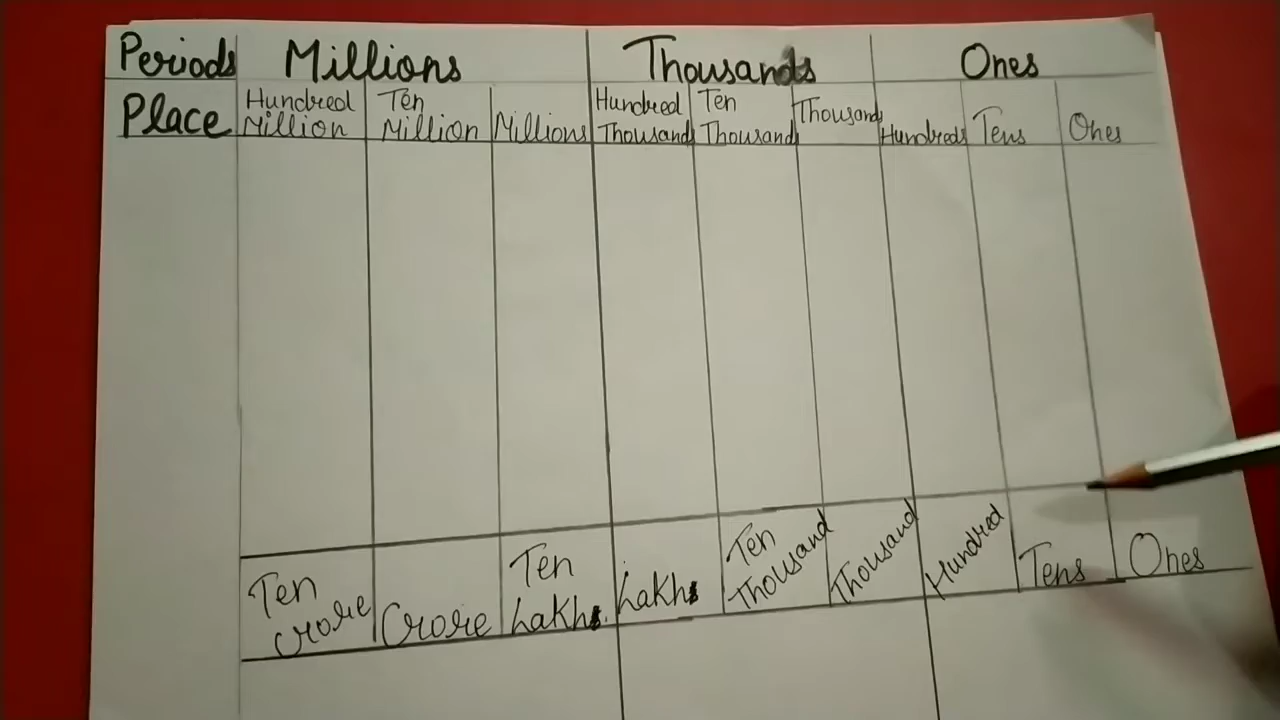 Periods Millions Thousands Ones
Place Hundred Million Ten Million Millions Hundred Thousand Ten Thousand Thousand Hundreds Tens Ones
Ten Crore Crore Ten Lakhs Lakhs Ten Thousand Thousand Hundred Tens Ones